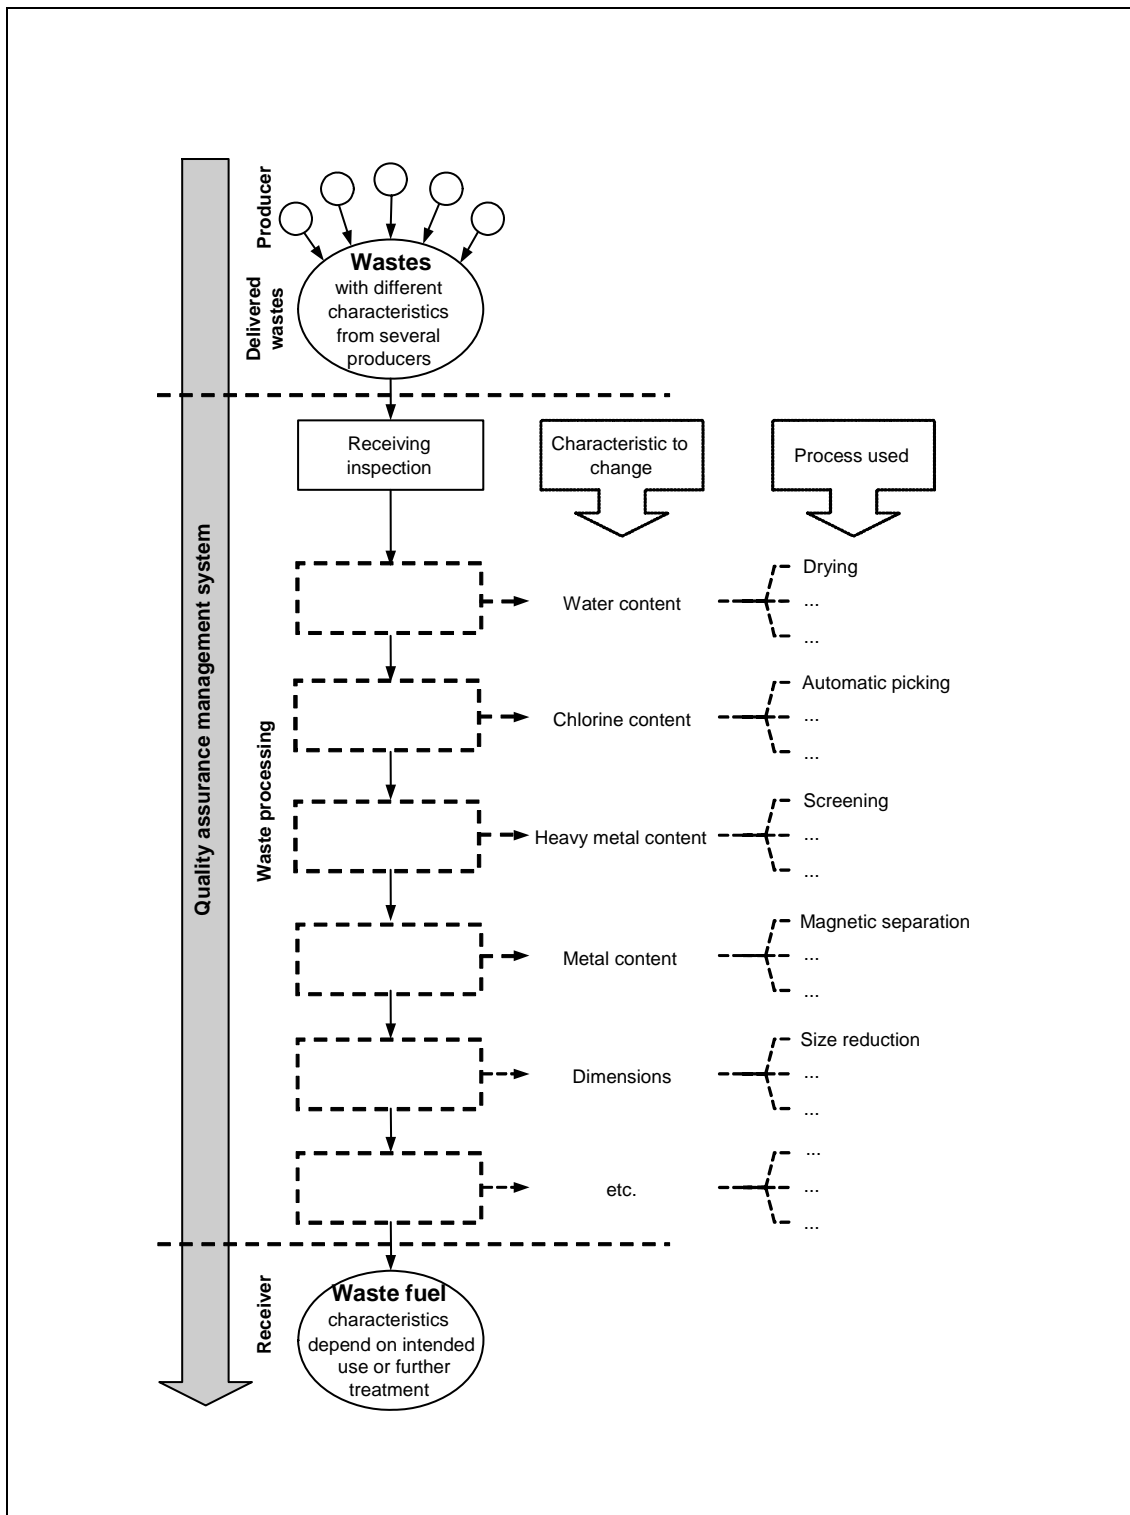 Producer
Wastes
with different
characteristics
from several
producers
Delivered
wastes
Receiving
inspection
Characteristic to
change
Process used
Quality assurance management system
Waste processing
Water content
Drying
...
...
Chlorine content
Automatic picking
...
...
Heavy metal content
Screening
...
...
Metal content
Magnetic separation
...
...
Dimensions
Size reduction
...
...
etc.
...
...
...
Receiver
Waste fuel
characteristics
depend on intended
use or further
treatment